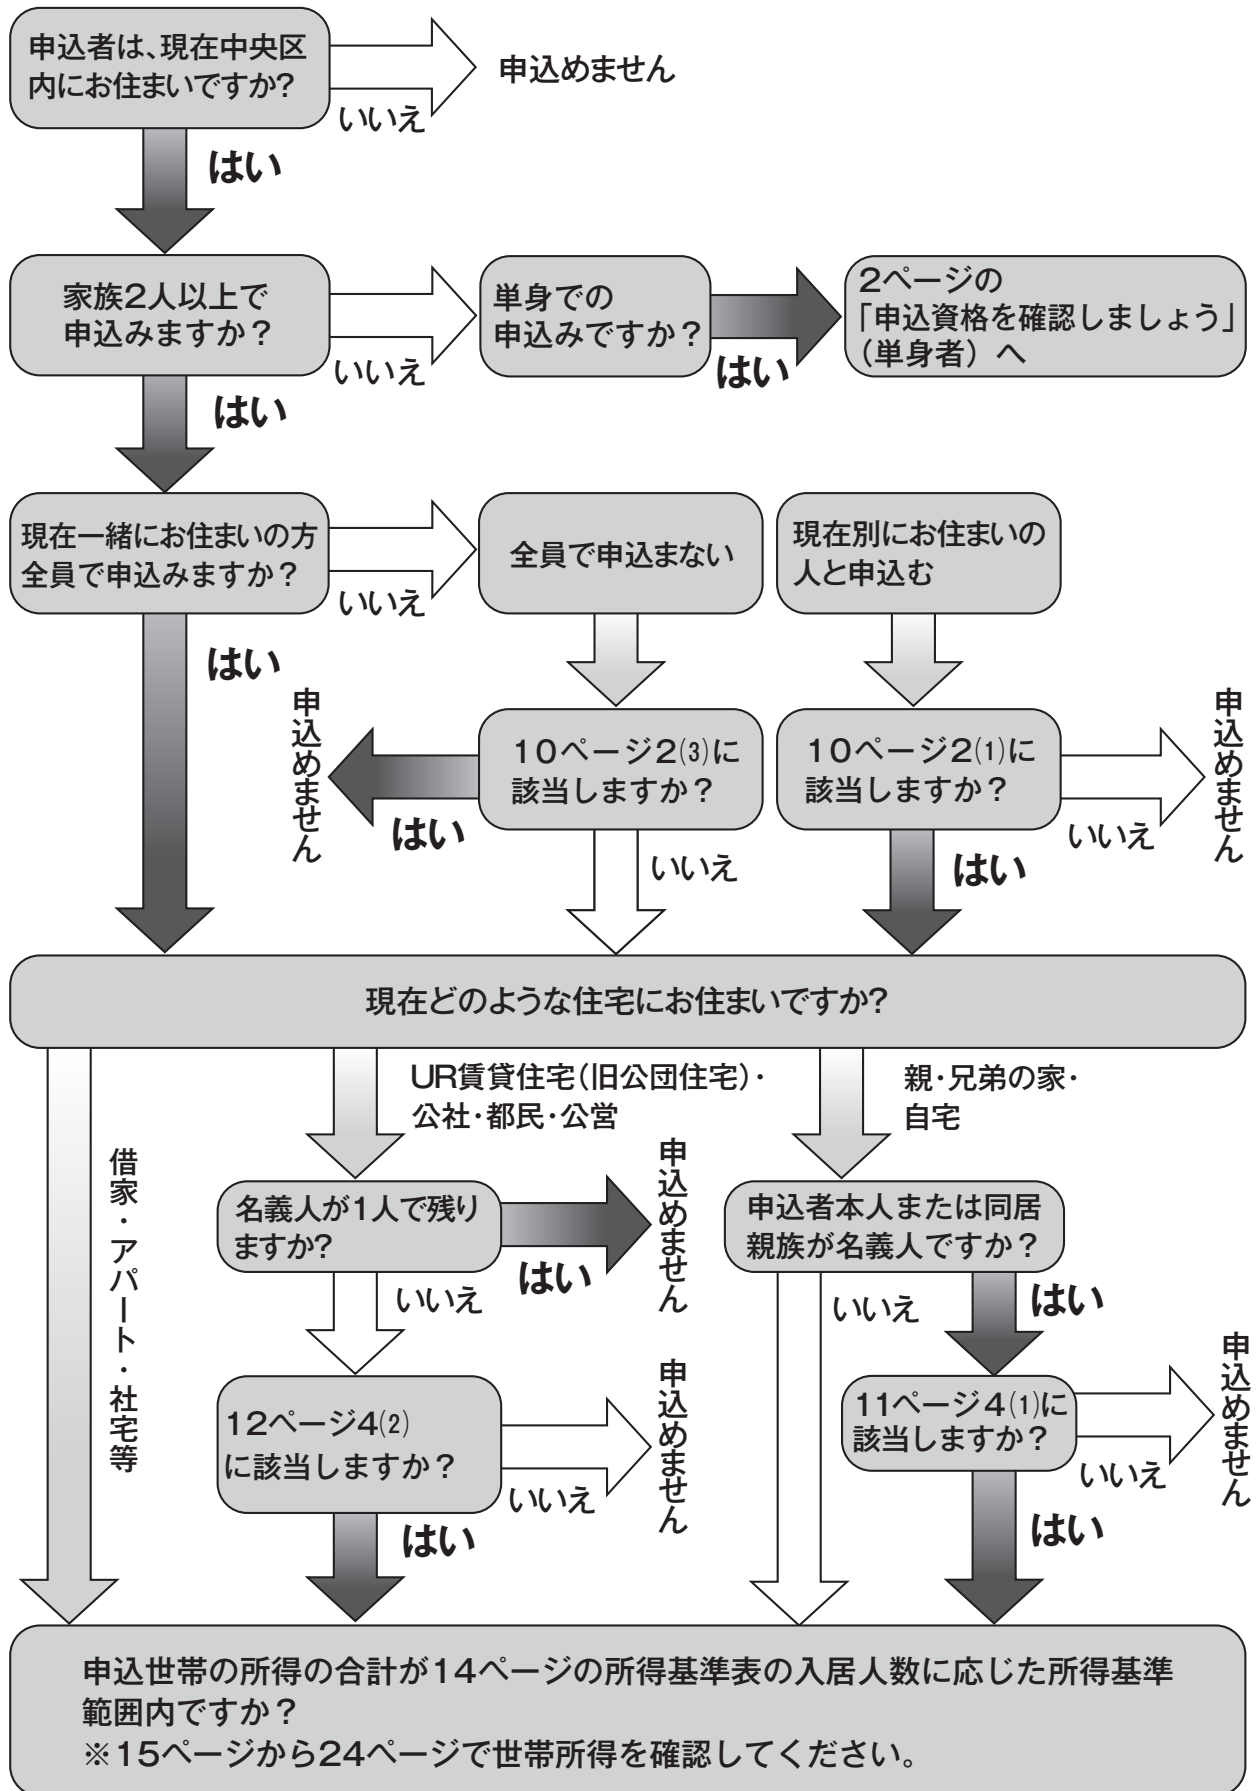 申込者は、現在中央区
内にお住まいですか?
いいえ
申込めません
はい
家族2人以上で
申込みますか？
いいえ
単身での
申込みですか？
はい
2ページの
「申込資格を確認しましょう」
（単身者）へ
はい
現在一緒にお住まいの方
全員で申込みますか？
いいえ
全員で申込まない
現在別にお住まいの
人と申込む
はい
申込めません
10ページ2(3)に
該当しますか？
はい
いいえ
10ページ2(1)に
該当しますか？
いいえ
申込めません
はい
現在どのような住宅にお住まいですか?
借家・アパート・社宅等
UR賃貸住宅(旧公団住宅)・
公社・都民・公営
親・兄弟の家・
自宅
名義人が1人で残り
ますか?
はい
申込めません
いいえ
申込者本人または同居
親族が名義人ですか？
いいえ
はい
12ページ4(2)
に該当しますか？
いいえ
申込めません
はい
11ページ4(1)に
該当しますか？
いいえ
申込めません
はい
申込世帯の所得の合計が14ページの所得基準表の入居人数に応じた所得基準
範囲内ですか？
※15ページから24ページで世帯所得を確認してください。